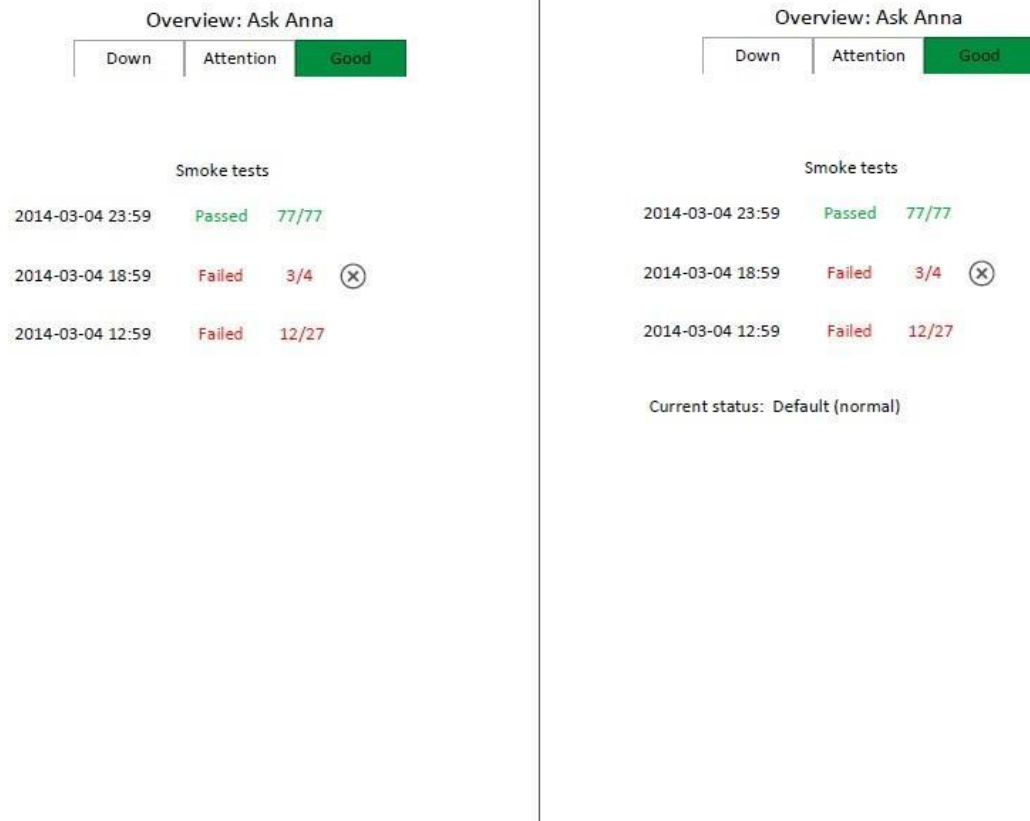 Overview: Ask Anna
Down Attention Good
Smoke tests
2014-03-04 23:59 Passed 77/77
2014-03-04 18:59 Failed 3/4
2014-03-04 12:59 Failed 12/27
Overview: Ask Anna
Down Attention Good
Smoke tests
2014-03-04 23:59 Passed 77/77
2014-03-04 18:59 Failed 3/4
2014-03-04 12:59 Failed 12/27
Current status: Default (normal)